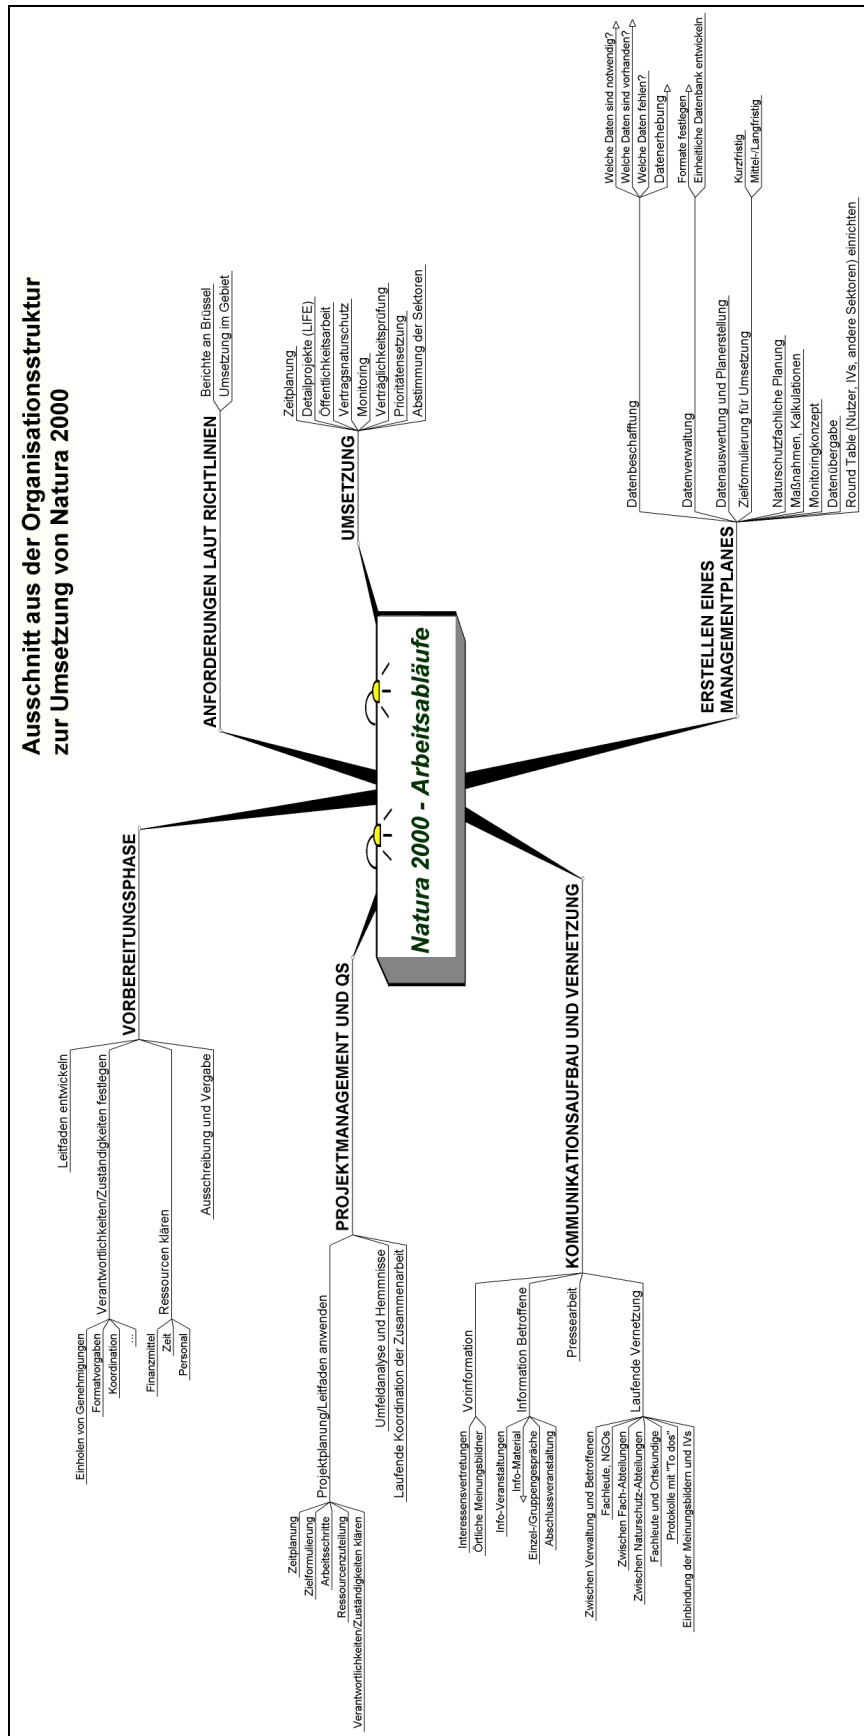 Ausschnitt aus der Organisationsstruktur
zur Umsetzung von Natura 2000
Natura 2000 - Arbeitsabläufe
VORBEREITUNGSPHASE
Leitfaden entwickeln
Verantwortlichkeiten/Zuständigkeiten festlegen
Einholen von Genehmigungen
Formatvorgaben
Koordination
...
Ressourcen klären
Finanzmittel
Zeit
Personal
Ausschreibung und Vergabe
PROJEKTMANAGEMENT UND QS
Projektplanung/Leitfaden anwenden
Zeitplanung
Zielformulierung
Arbeitsschritte
Ressourcenzuteilung
Verantwortlichkeiten/Zuständigkeiten klären
Umfeldanalyse und Hemmnisse
Laufende Koordination der Zusammenarbeit
KOMMUNIKATIONSAUFBAU UND VERNETZUNG
Vorinformation
Interessensvertretungen
Örtliche Meinungsbildner
Information Betroffene
Info-Veranstaltungen
Info-Material
Einzel-/Gruppengespräche
Abschlussveranstaltung
Pressearbeit
Laufende Vernetzung
Zwischen Verwaltung und Betroffenen
Fachleute, NGOs
Zwischen Fach-Abteilungen
Zwischen Naturschutz-Abteilungen
Fachleute und Ortskundige
Protokolle mit "To dos"
Einbindung der Meinungsbildern und IVs
ANFORDERUNGEN LAUT RICHTLINIEN
Berichte an Brüssel
Umsetzung im Gebiet
UMSETZUNG
Zeitplanung
Detailprojekte (LIFE)
Öffentlichkeitsarbeit
Vertragsnaturschutz
Monitoring
Verträglichkeitsprüfung
Prioritätensetzung
Abstimmung der Sektoren
ERSTELLEN EINES
MANAGEMENTPLANES
Datenbeschafftung
Welche Daten sind notwendig?
Welche Daten sind vorhanden?
Welche Daten fehlen?
Datenerhebung
Datenverwaltung
Formate festlegen
Einheitliche Datenbank entwickeln
Datenauswertung und Planerstellung
Zielformulierung für Umsetzung
Kurzfristig
Mittel-/Langfristig
Naturschutzfachliche Planung
Maßnahmen, Kalkulationen
Monitoringkonzept
Datenübergabe
Round Table (Nutzer, IVs, andere Sektoren) einrichten